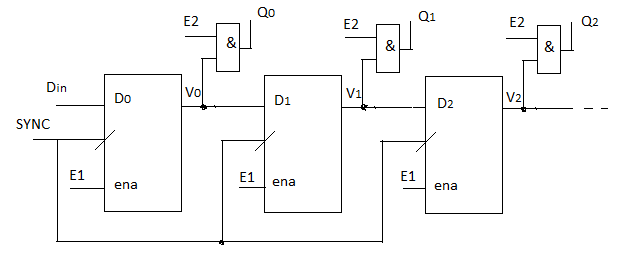 E2 & Q0
E2 & Q1
E2 & Q2
Din D0 V0 D1 V1 D2 V2
SYNC
E1 ena E1 ena E1 ena